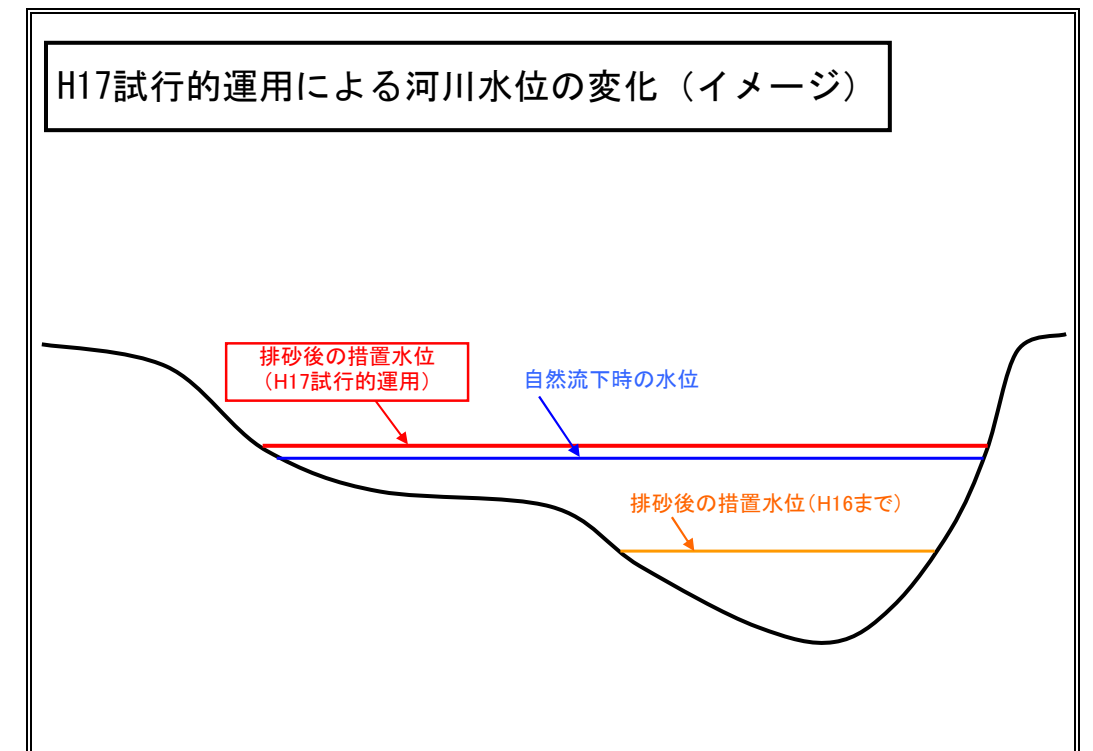 H17試行的運用による河川水位の変化（イメージ）
排砂後の措置水位
（H17試行的運用）
自然流下時の水位
排砂後の措置水位（H16まで）